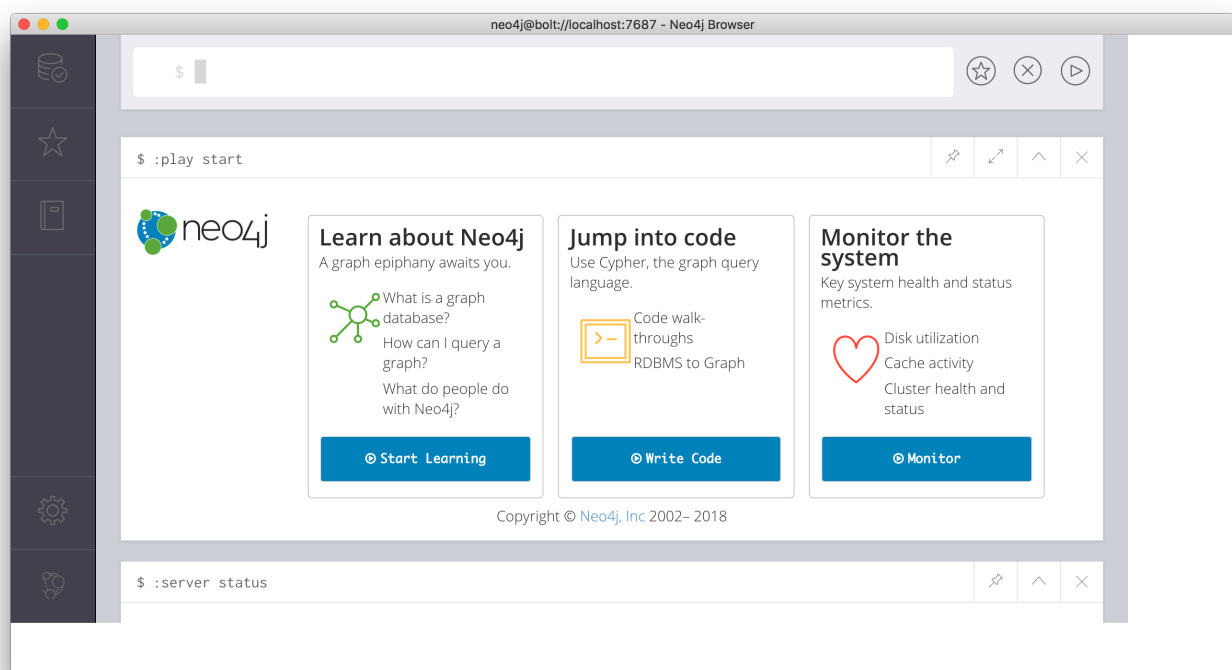 neo4j@bolt://localhost:7687 - Neo4j Browser
$
$ :play start
neo4j
Learn about Neo4j
A graph epiphany awaits you.
What is a graph
database?
How can I query a
graph?
What do people do
with Neo4j?
Start Learning
Jump into code
Use Cypher, the graph query
language.
Code walk-
throughs
RDBMS to Graph
Write Code
Monitor the
system
Key system health and status
metrics.
Disk utilization
Cache activity
Cluster health and
status
Monitor
Copyright © Neo4j, Inc 2002– 2018
$ :server status